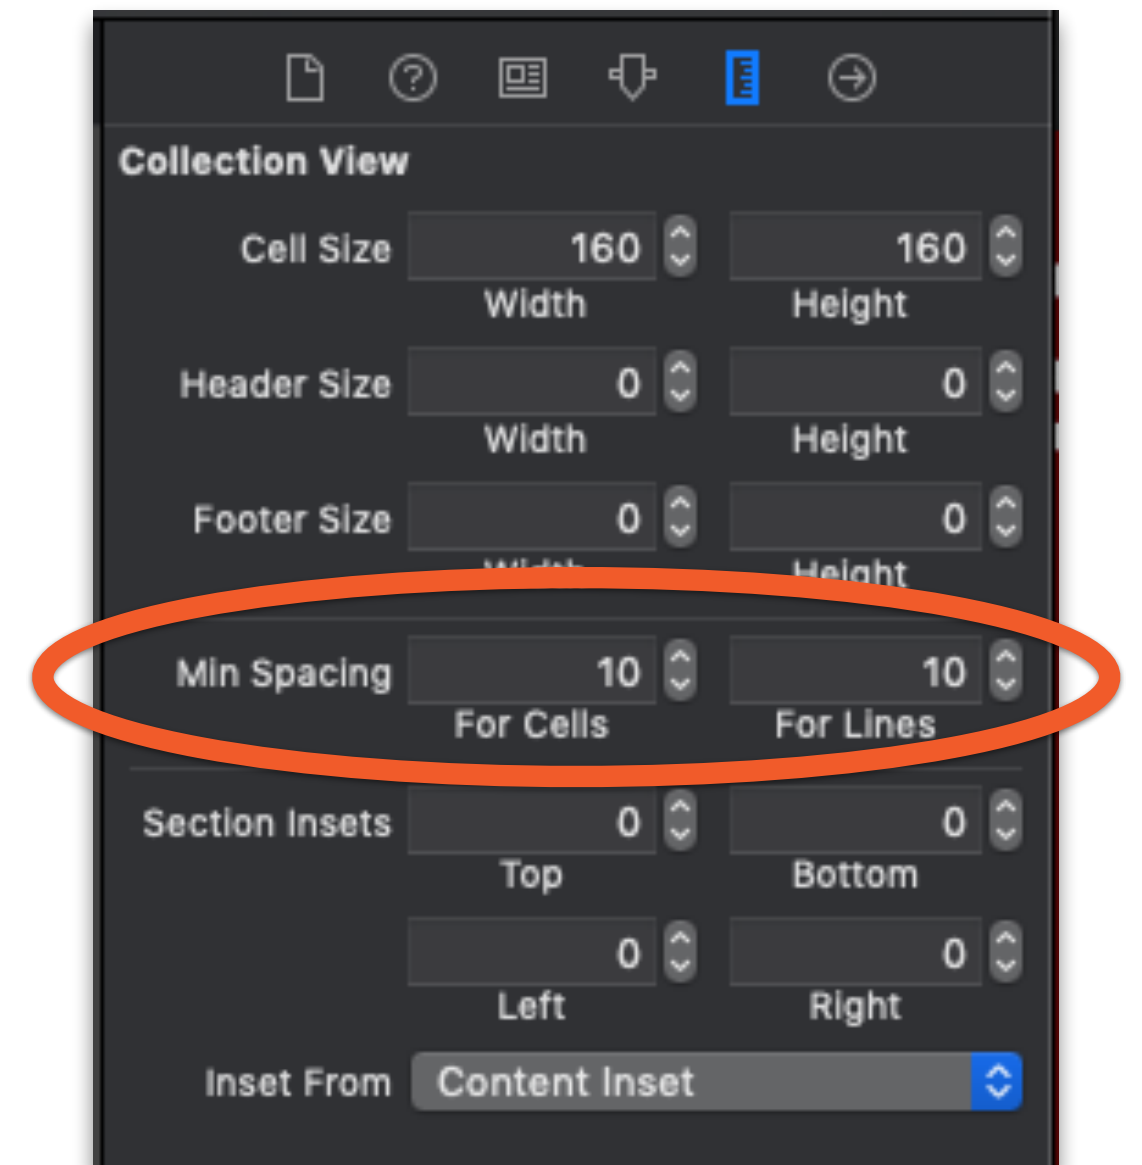 Collection View
Cell Size 160 160
Width Height
Header Size 0 0
Width Height
Footer Size 0 0
Width Height
Min Spacing 10 10
For Cells For Lines
Section Insets 0 0
Top Bottom
0 0
Left Right
Inset From Content Inset